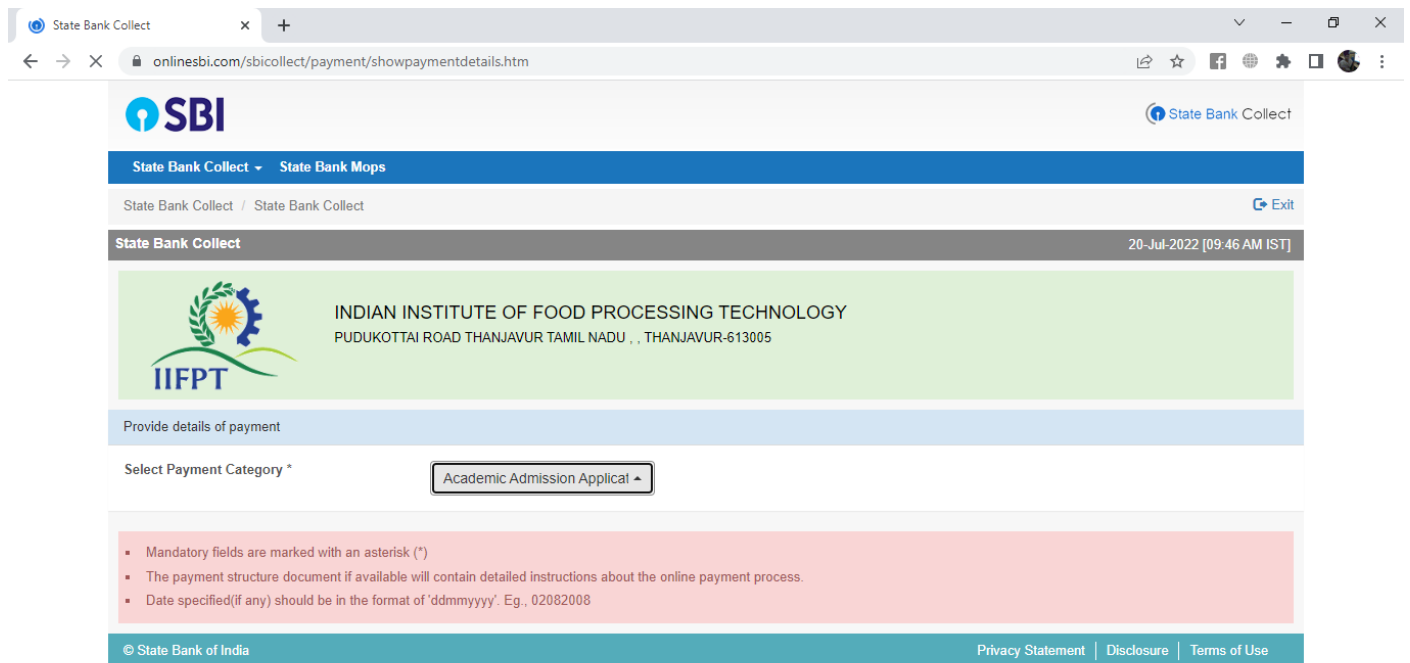 State Bank Collect
onlinesbi.com/sbicollect/payment/showpaymentdetails.htm
SBI
State Bank Collect
State Bank Collect State Bank Mops
State Bank Collect / State Bank Collect
Exit
State Bank Collect
20-Jul-2022 [09:46 AM IST]
IIFPT
INDIAN INSTITUTE OF FOOD PROCESSING TECHNOLOGY
PUDUKOTTAI ROAD THANJAVUR TAMIL NADU , , THANJAVUR-613005
Provide details of payment
Select Payment Category *
Academic Admission Applicat
Mandatory fields are marked with an asterisk (*)
The payment structure document if available will contain detailed instructions about the online payment process.
Date specified(if any) should be in the format of 'ddmmyyyy'. Eg., 02082008
© State Bank of India
Privacy Statement | Disclosure | Terms of Use